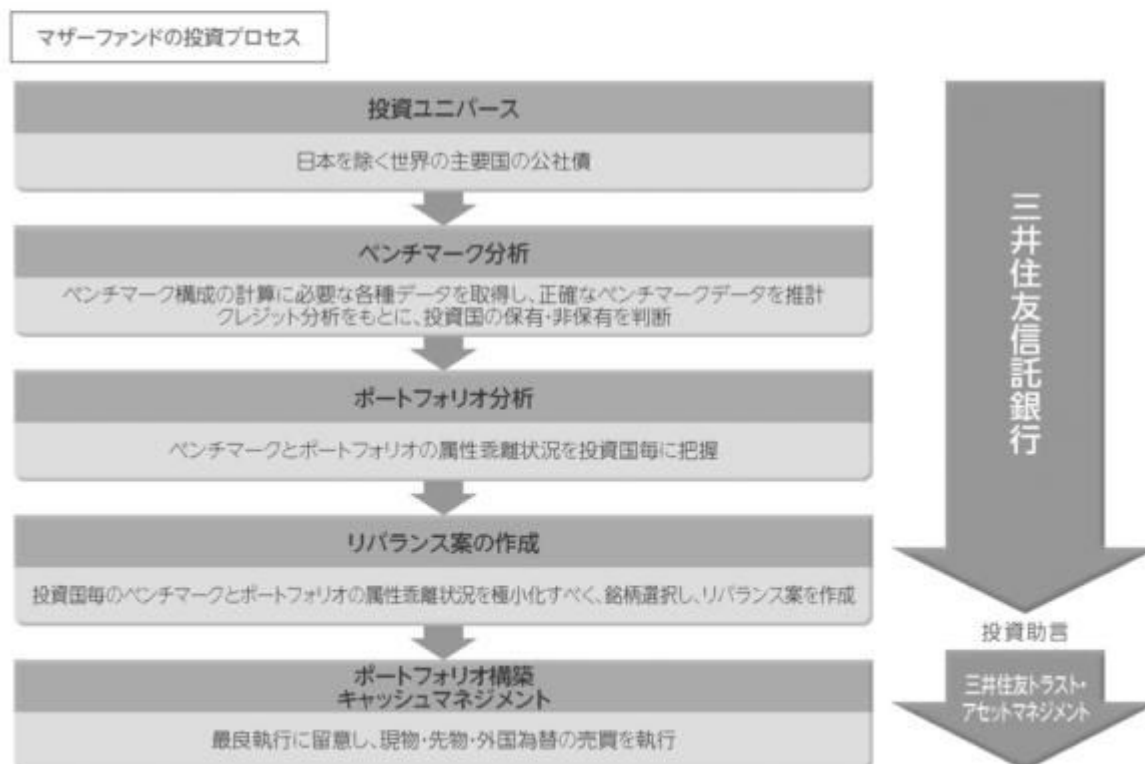 マザーファンドの投資プロセス
投資ユニバース
日本を除く世界の主要国の公社債
ベンチマーク分析
ベンチマーク構成の計算に必要な各種データを取得し、正確なベンチマークデータを推計
クレジット分析をもとに、投資国の保有・非保有を判断
ポートフォリオ分析
ベンチマークとポートフォリオの属性乖離状況を投資国毎に把握
リバランス案の作成
投資国毎のベンチマークとポートフォリオの属性乖離状況を極小化すべく、銘柄選択し、リバランス案を作成
ポートフォリオ構築
キャッシュマネジメント
最良執行に留意し、現物・先物・外国為替の売買を執行
三井住友信託銀行
投資助言
三井住友トラスト・
アセットマネジメント